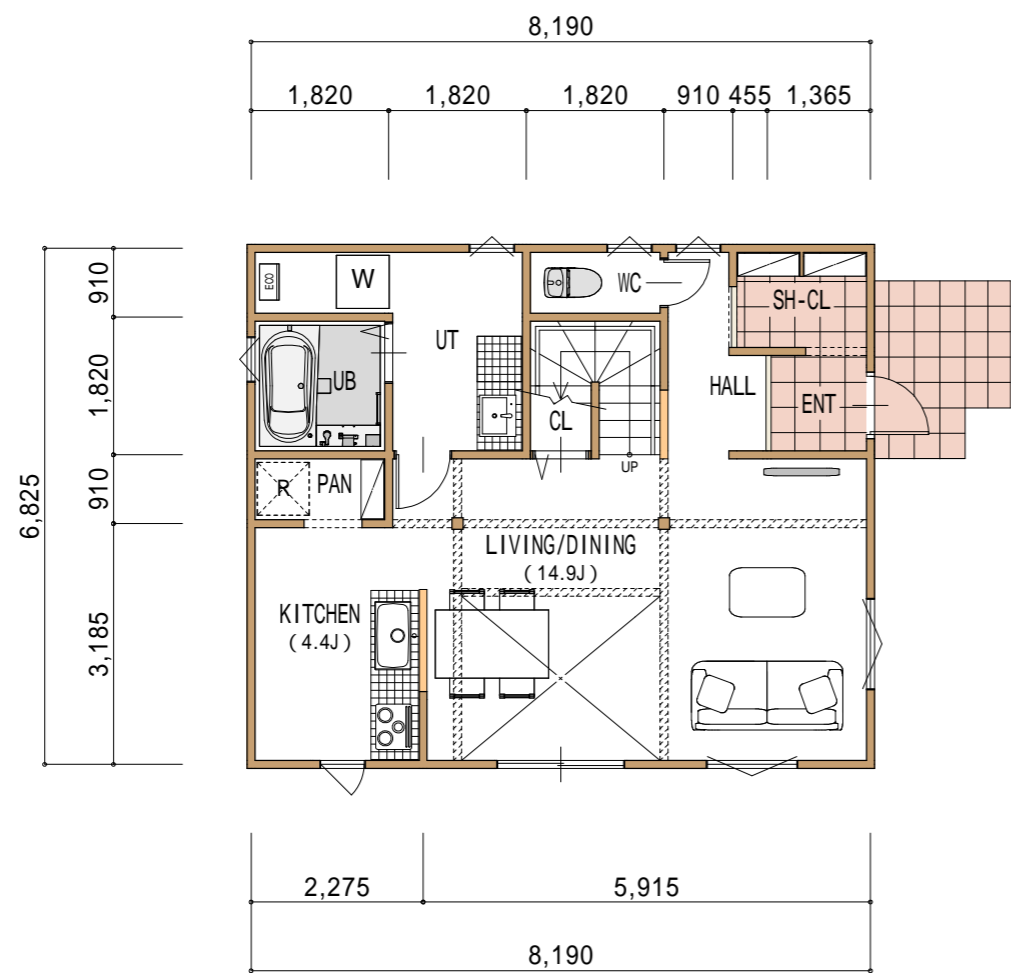 8,190
1,820 1,820 1,820 910 455 1,365
6,825
910
1,820
910
3,185
ECO
W
WC
SH-CL
UT
UB
HALL
ENT
CL
UP
R
PAN
LIVING/DINING
(14.9J)
KITCHEN
(4.4J)
2,275 5,915
8,190